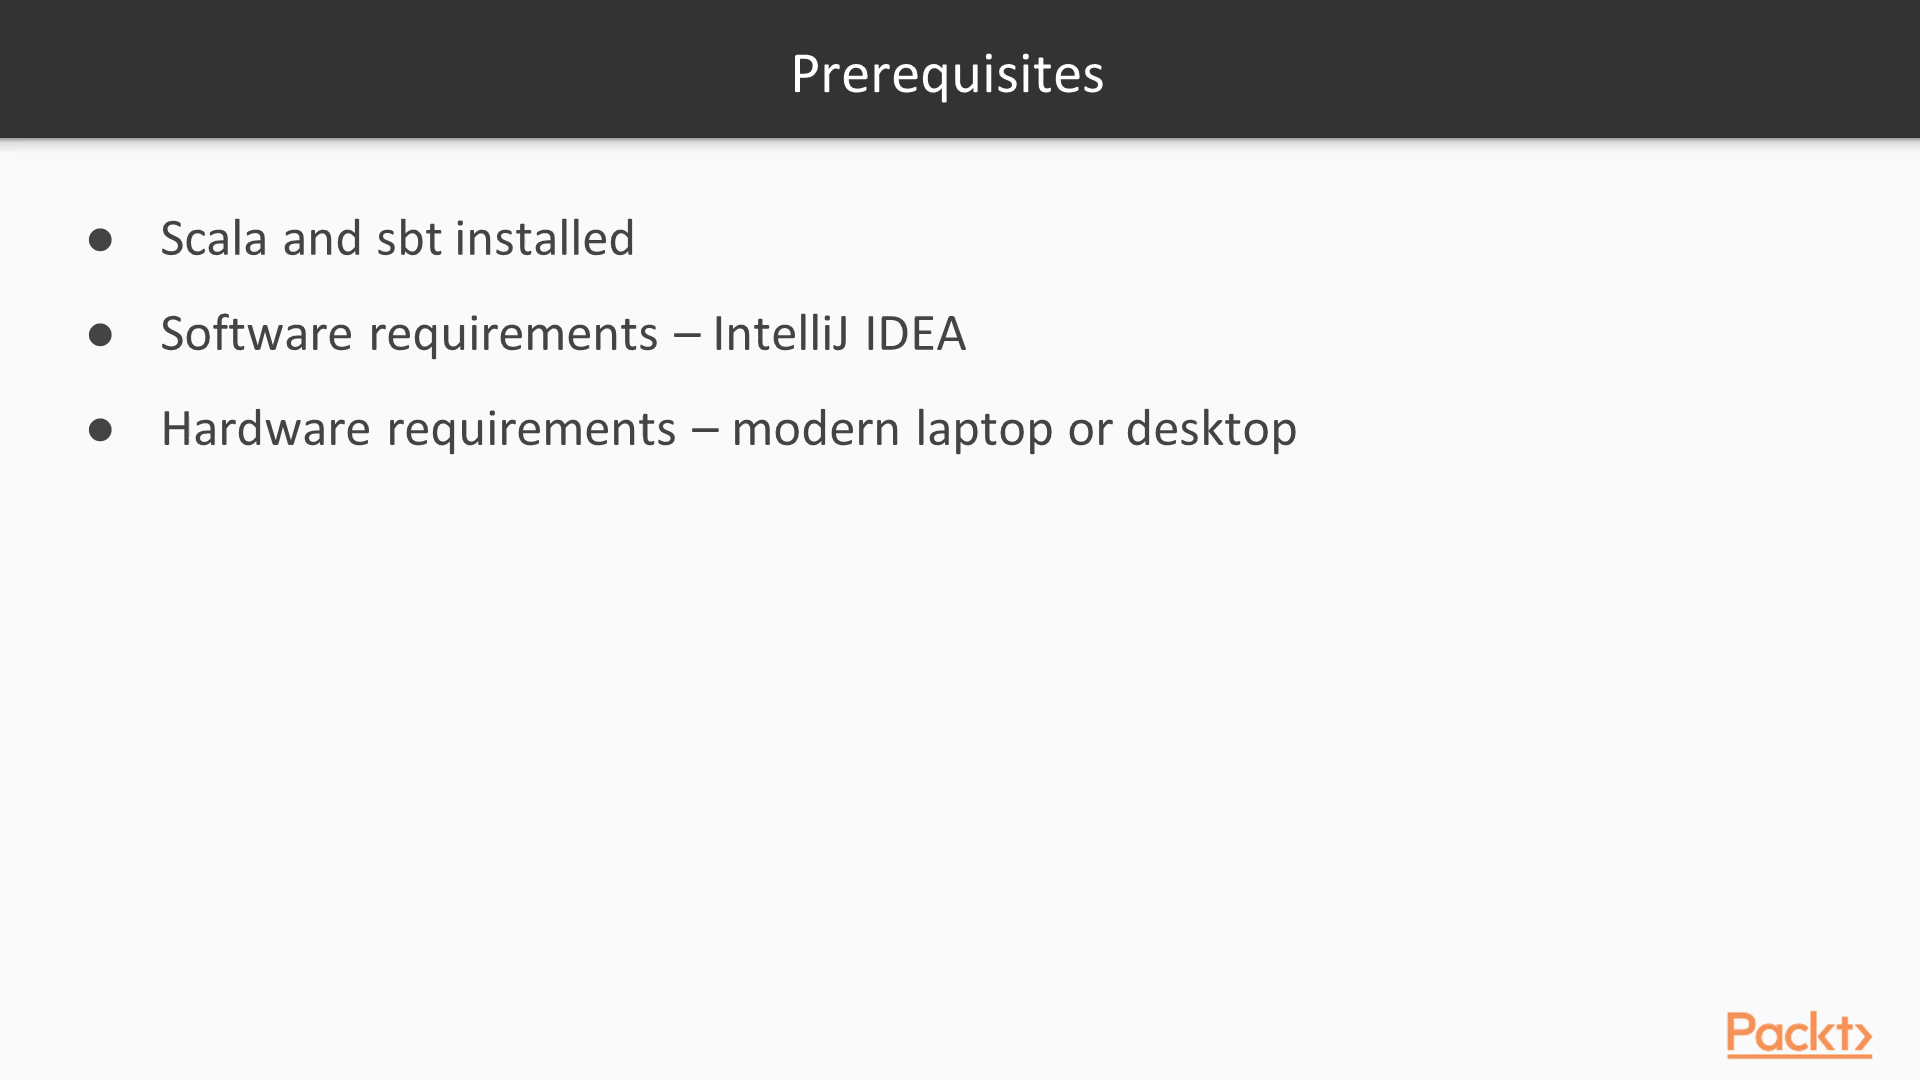 Prerequisites
● Scala and sbt installed
● Software requirements – IntelliJ IDEA
● Hardware requirements – modern laptop or desktop
Packt>